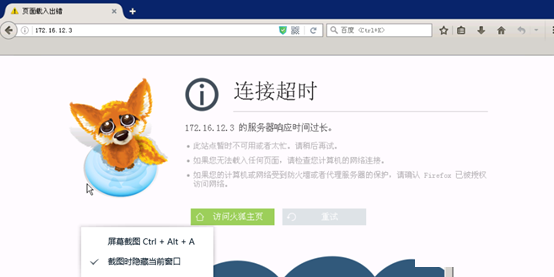 页面载入出错
172.16.12.3
百度 <Ctrl+K>
连接超时
172.16.12.3 的服务器响应时间过长。
此站点暂时不可用或者太忙。请稍后再试。
如果您无法载入任何页面，请检查您计算机的网络连接。
如果您的计算机或网络受到防火墙或者代理服务器的保护，请确认 Firefox 已被授权
访问网络。
访问火狐主页
重试
屏幕截图 Ctrl + Alt + A
截图时隐藏当前窗口